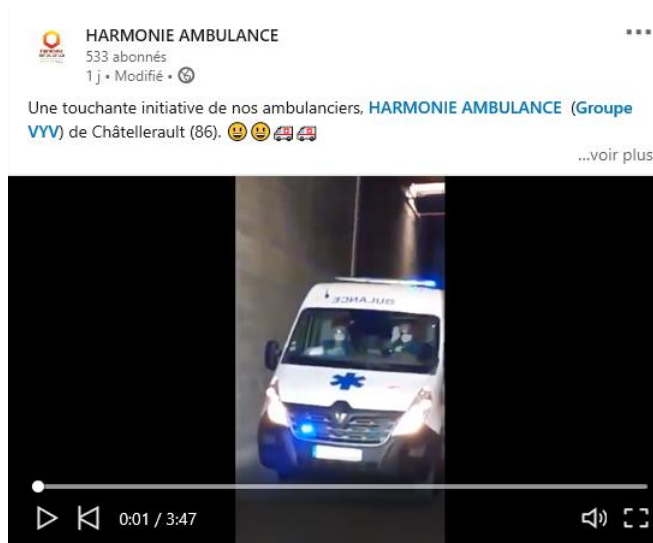 HARMONIE AMBULANCE
533 abonnés
1 j • Modifié •
Une touchante initiative de nos ambulanciers, HARMONIE AMBULANCE (Groupe
VYV) de Châtellerault (86). 😃😃🚑🚑
...voir plus
BULANCE
0:01 / 3:47